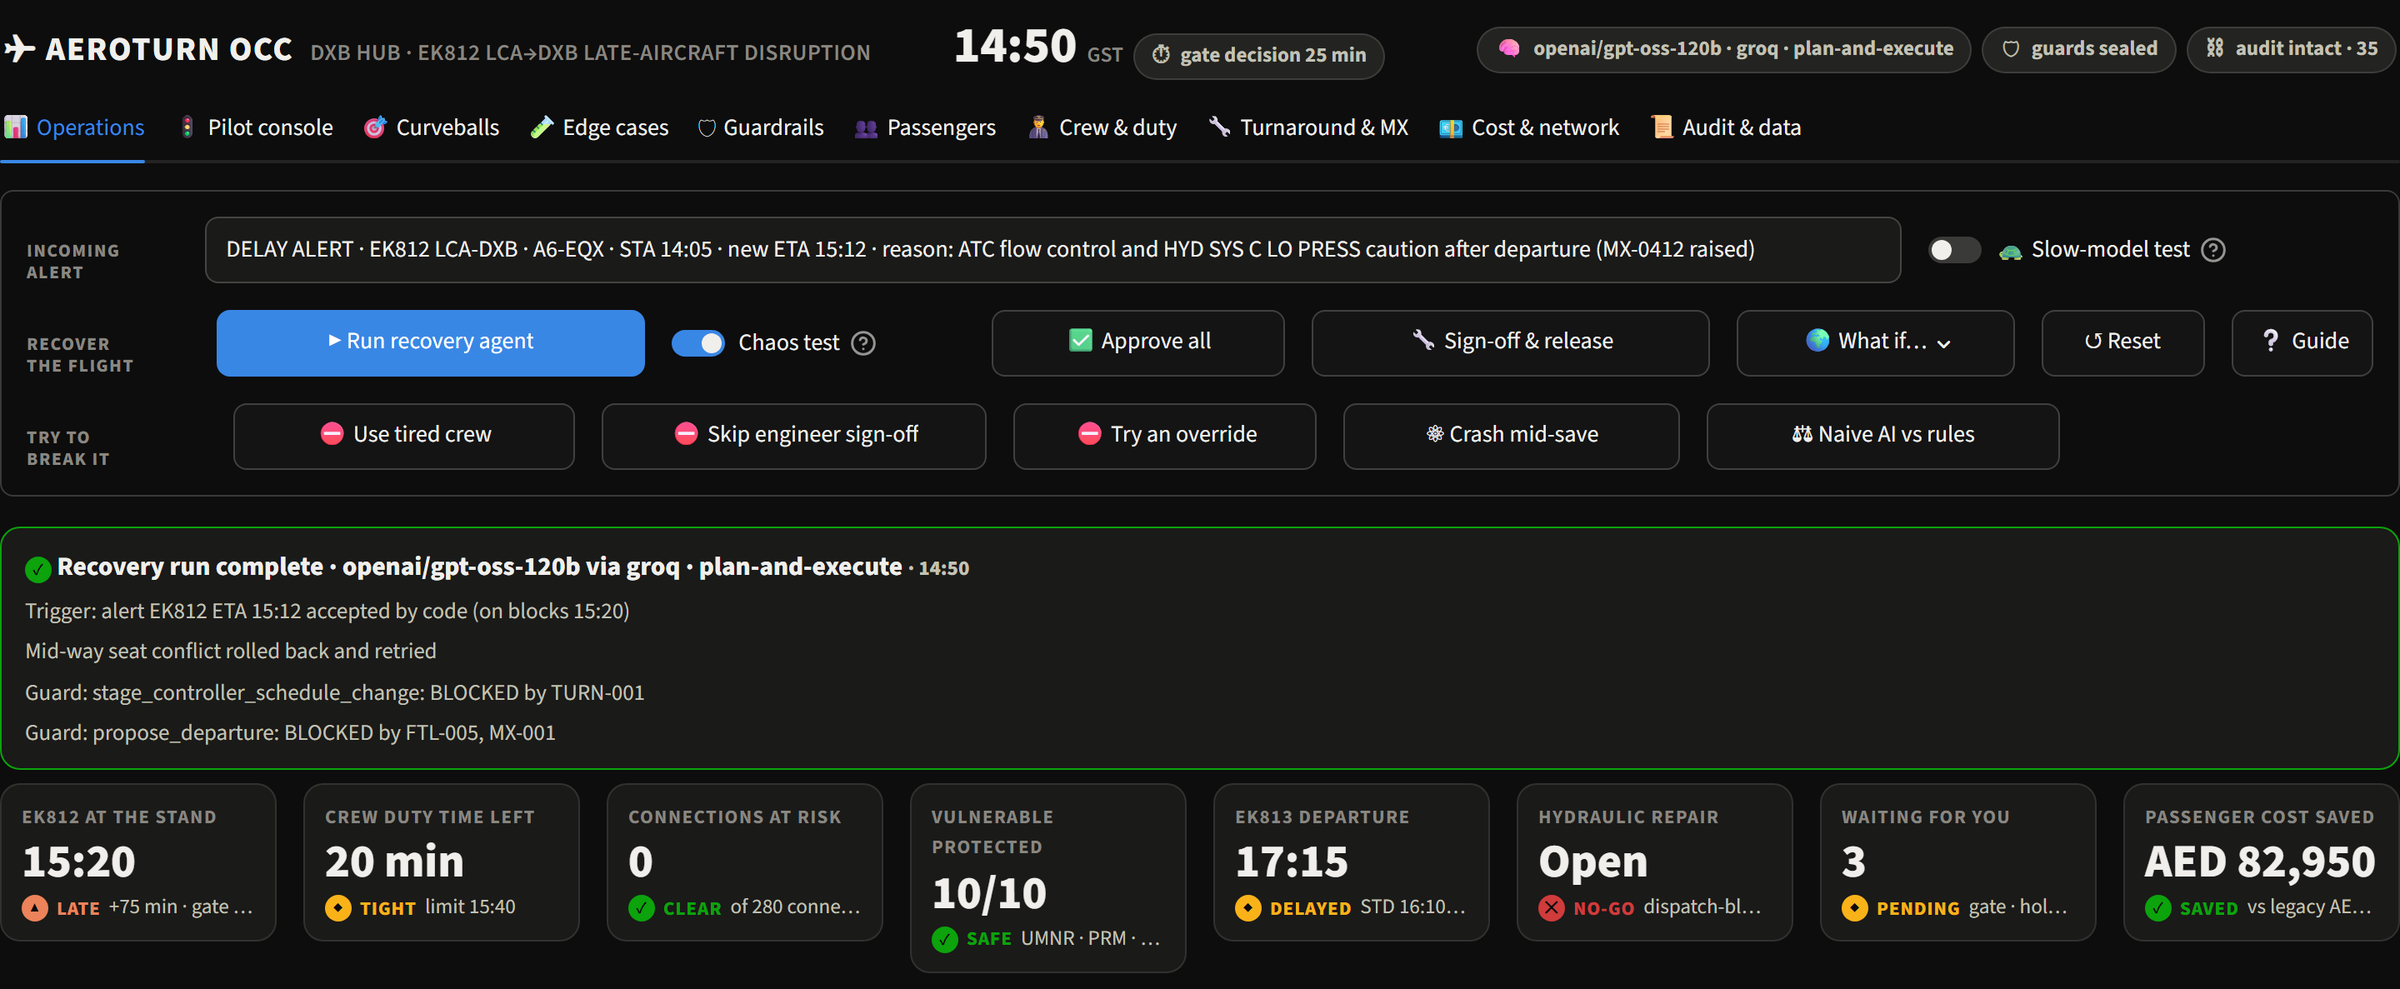 AEROTURN OCC DXB HUB · EK812 LCA→DXB LATE-AIRCRAFT DISRUPTION 14:50 GST gate decision 25 min openai/gpt-oss-120b · groq · plan-and-execute guards sealed audit intact · 35
Operations Pilot console Curveballs Edge cases Guardrails Passengers Crew & duty Turnaround & MX Cost & network Audit & data
INCOMING ALERT
DELAY ALERT · EK812 LCA-DXB · A6-EQX · STA 14:05 · new ETA 15:12 · reason: ATC flow control and HYD SYS C LO PRESS caution after departure (MX-0412 raised)
Slow-model test ?
RECOVER THE FLIGHT
Run recovery agent Chaos test ? Approve all Sign-off & release What if... Reset ? Guide
TRY TO BREAK IT
Use tired crew Skip engineer sign-off Try an override Crash mid-save Naive AI vs rules
Recovery run complete · openai/gpt-oss-120b via groq · plan-and-execute · 14:50
Trigger: alert EK812 ETA 15:12 accepted by code (on blocks 15:20)
Mid-way seat conflict rolled back and retried
Guard: stage_controller_schedule_change: BLOCKED by TURN-001
Guard: propose_departure: BLOCKED by FTL-005, MX-001
EK812 AT THE STAND
15:20
LATE +75 min · gate ...
CREW DUTY TIME LEFT
20 min
TIGHT limit 15:40
CONNECTIONS AT RISK
0
CLEAR of 280 conne...
VULNERABLE PROTECTED
10/10
SAFE UMNR · PRM · ...
EK813 DEPARTURE
17:15
DELAYED STD 16:10...
HYDRAULIC REPAIR
Open
NO-GO dispatch-bl...
WAITING FOR YOU
3
PENDING gate · hol...
PASSENGER COST SAVED
AED 82,950
SAVED vs legacy AE...